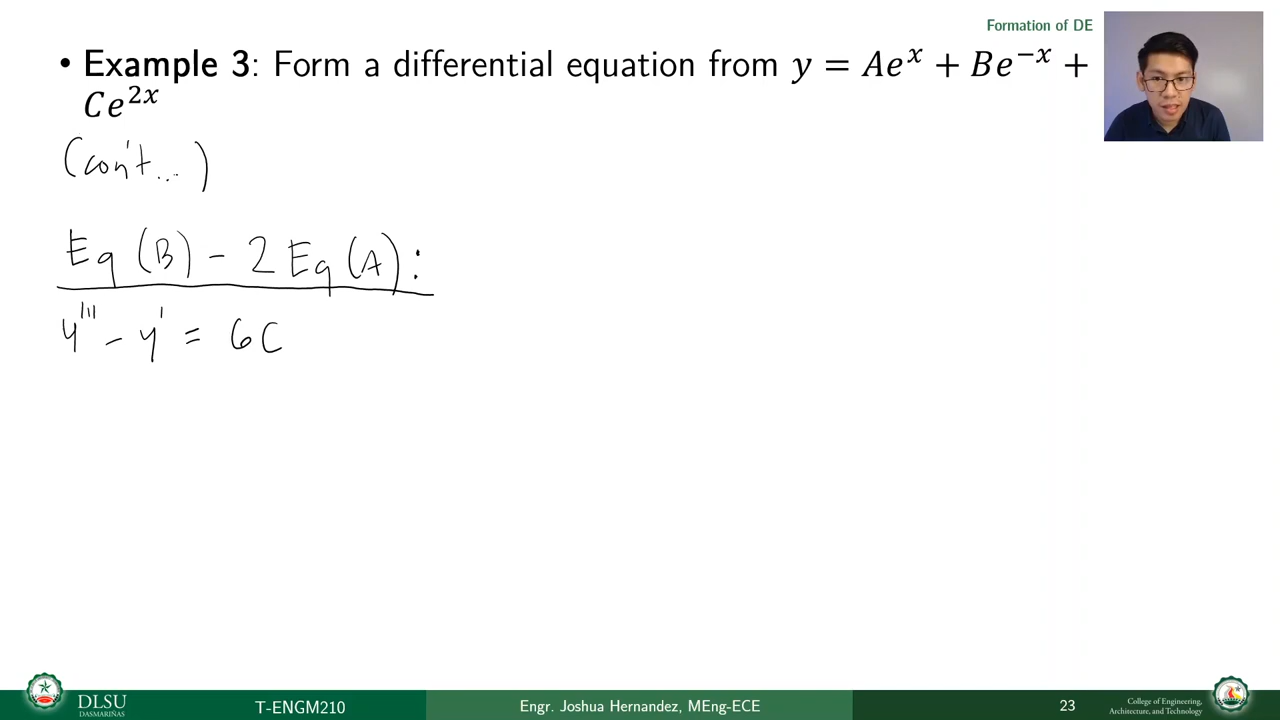 Formation of DE
• Example 3: Form a differential equation from y = Ae^x + Be^{-x} +
Ce^{2x}
(con't...)
Eq (B) - 2 Eq (A):
y''' - y' = 6C
DLSU
DASMARIÑAS
T-ENGM210
Engr. Joshua Hernandez, MEng-ECE
23
College of Engineering,
Architecture, and Technology